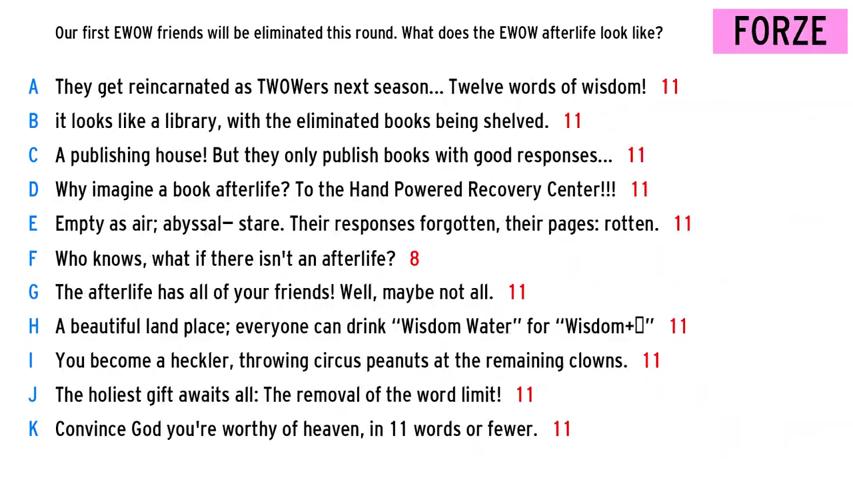 Our first EWOW friends will be eliminated this round. What does the EWOW afterlife look like?
FORZE
A They get reincarnated as TWOWers next season... Twelve words of wisdom! 11
B it looks like a library, with the eliminated books being shelved. 11
C A publishing house! But they only publish books with good responses... 11
D Why imagine a book afterlife? To the Hand Powered Recovery Center!!! 11
E Empty as air; abyssal— stare. Their responses forgotten, their pages: rotten. 11
F Who knows, what if there isn't an afterlife? 8
G The afterlife has all of your friends! Well, maybe not all. 11
H A beautiful land place; everyone can drink “Wisdom Water” for “Wisdom+▯” 11
I You become a heckler, throwing circus peanuts at the remaining clowns. 11
J The holiest gift awaits all: The removal of the word limit! 11
K Convince God you're worthy of heaven, in 11 words or fewer. 11